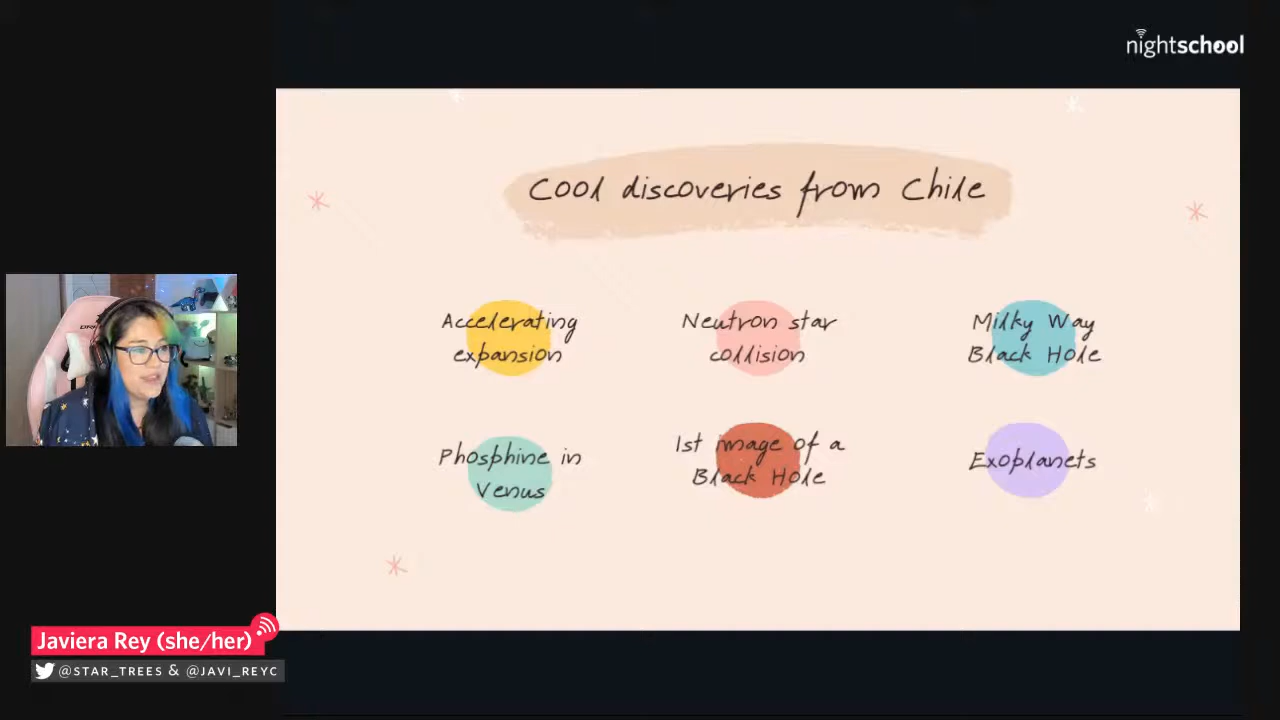 nightschool
Cool discoveries from Chile
Accelerating
expansion
Neutron star
collision
Milky Way
Black Hole
Phosphine in
Venus
1st image of a
Black Hole
Exoplanets
Javiera Rey (she/her)
@STAR_TREES & @JAVI_REYC